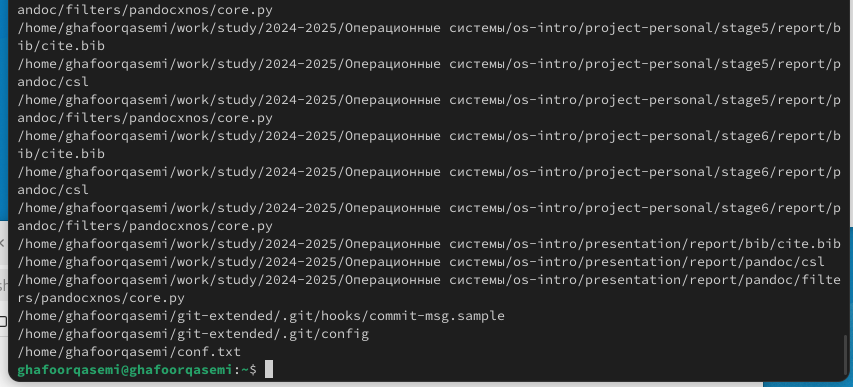 andoc/filters/pandocxnos/core.py
/home/ghafoorqasemi/work/study/2024-2025/Операционные системы/os-intro/project-personal/stage5/report/b
ib/cite.bib
/home/ghafoorqasemi/work/study/2024-2025/Операционные системы/os-intro/project-personal/stage5/report/p
andoc/csl
/home/ghafoorqasemi/work/study/2024-2025/Операционные системы/os-intro/project-personal/stage5/report/p
andoc/filters/pandocxnos/core.py
/home/ghafoorqasemi/work/study/2024-2025/Операционные системы/os-intro/project-personal/stage6/report/b
ib/cite.bib
/home/ghafoorqasemi/work/study/2024-2025/Операционные системы/os-intro/project-personal/stage6/report/p
andoc/csl
/home/ghafoorqasemi/work/study/2024-2025/Операционные системы/os-intro/project-personal/stage6/report/p
andoc/filters/pandocxnos/core.py
/home/ghafoorqasemi/work/study/2024-2025/Операционные системы/os-intro/presentation/report/bib/cite.bib
/home/ghafoorqasemi/work/study/2024-2025/Операционные системы/os-intro/presentation/report/pandoc/csl
/home/ghafoorqasemi/work/study/2024-2025/Операционные системы/os-intro/presentation/report/pandoc/filte
rs/pandocxnos/core.py
/home/ghafoorqasemi/git-extended/.git/hooks/commit-msg.sample
/home/ghafoorqasemi/git-extended/.git/config
/home/ghafoorqasemi/conf.txt
ghafoorqasemi@ghafoorqasemi:~$